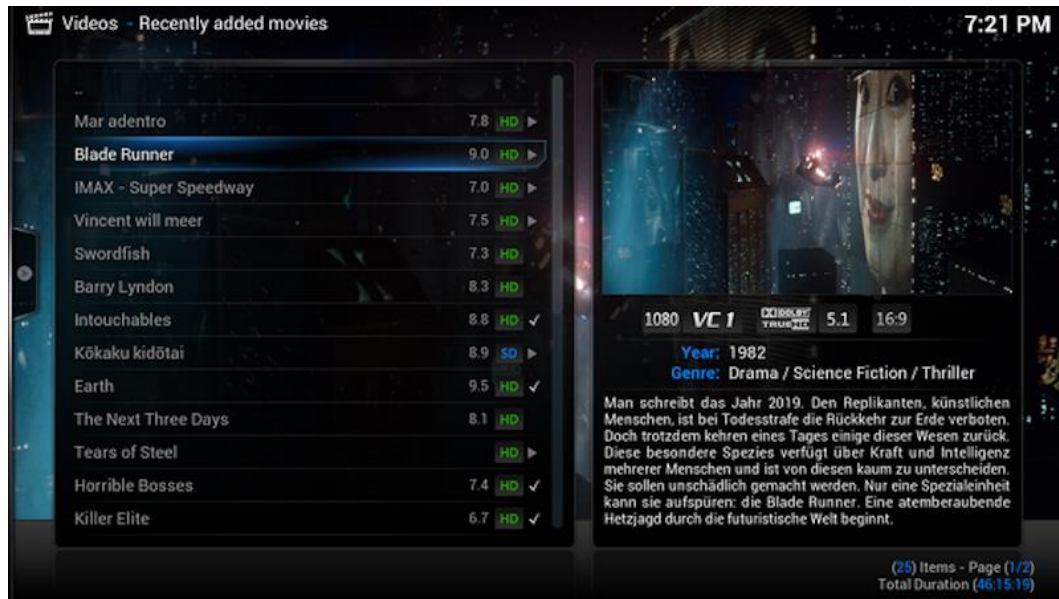 Videos - Recently added movies
7:21 PM
..
Mar adentro 7.8 HD
Blade Runner 9.0 HD
IMAX - Super Speedway 7.0 HD
Vincent will meer 7.5 HD
Swordfish 7.3 HD
Barry Lyndon 8.3 HD
Intouchables 8.8 HD
Kōkaku kidōtai 8.9 SD
Earth 9.5 HD
The Next Three Days 8.1 HD
Tears of Steel HD
Horrible Bosses 7.4 HD
Killer Elite 6.7 HD
1080 VC 1 DOLBY TRUEHD 5.1 16:9
Year: 1982
Genre: Drama / Science Fiction / Thriller
Man schreibt das Jahr 2019. Den Replikanten, künstlichen
Menschen, ist bei Todesstrafe die Rückkehr zur Erde verboten.
Doch trotzdem kehren eines Tages einige dieser Wesen zurück.
Diese besondere Spezies verfügt über Kraft und Intelligenz
mehrerer Menschen und ist von diesen kaum zu unterscheiden.
Sie sollen unschädlich gemacht werden. Nur eine Spezialeinheit
kann sie aufspüren: die Blade Runner. Eine atemberaubende
Hetzjagd durch die futuristische Welt beginnt.
(25) Items - Page (1/2)
Total Duration (46:15:19)